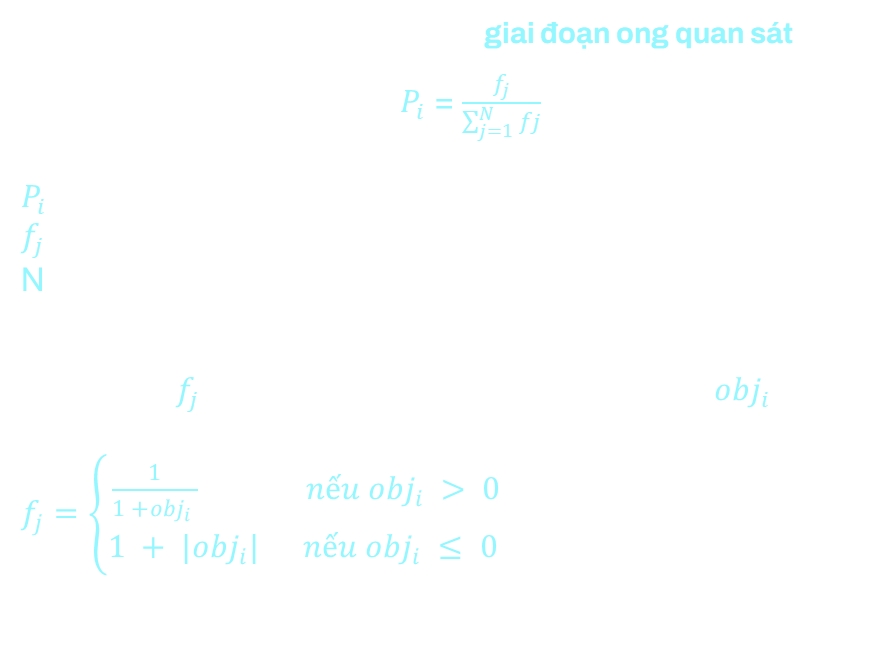 giai đoạn ong quan sát
P_i = f_j / ∑_{j=1}^{N} fj
P_i
f_j
N
f_j obj_i
f_j = { 1 / (1 + obj_i) nếu obj_i > 0
1 + |obj_i| nếu obj_i ≤ 0